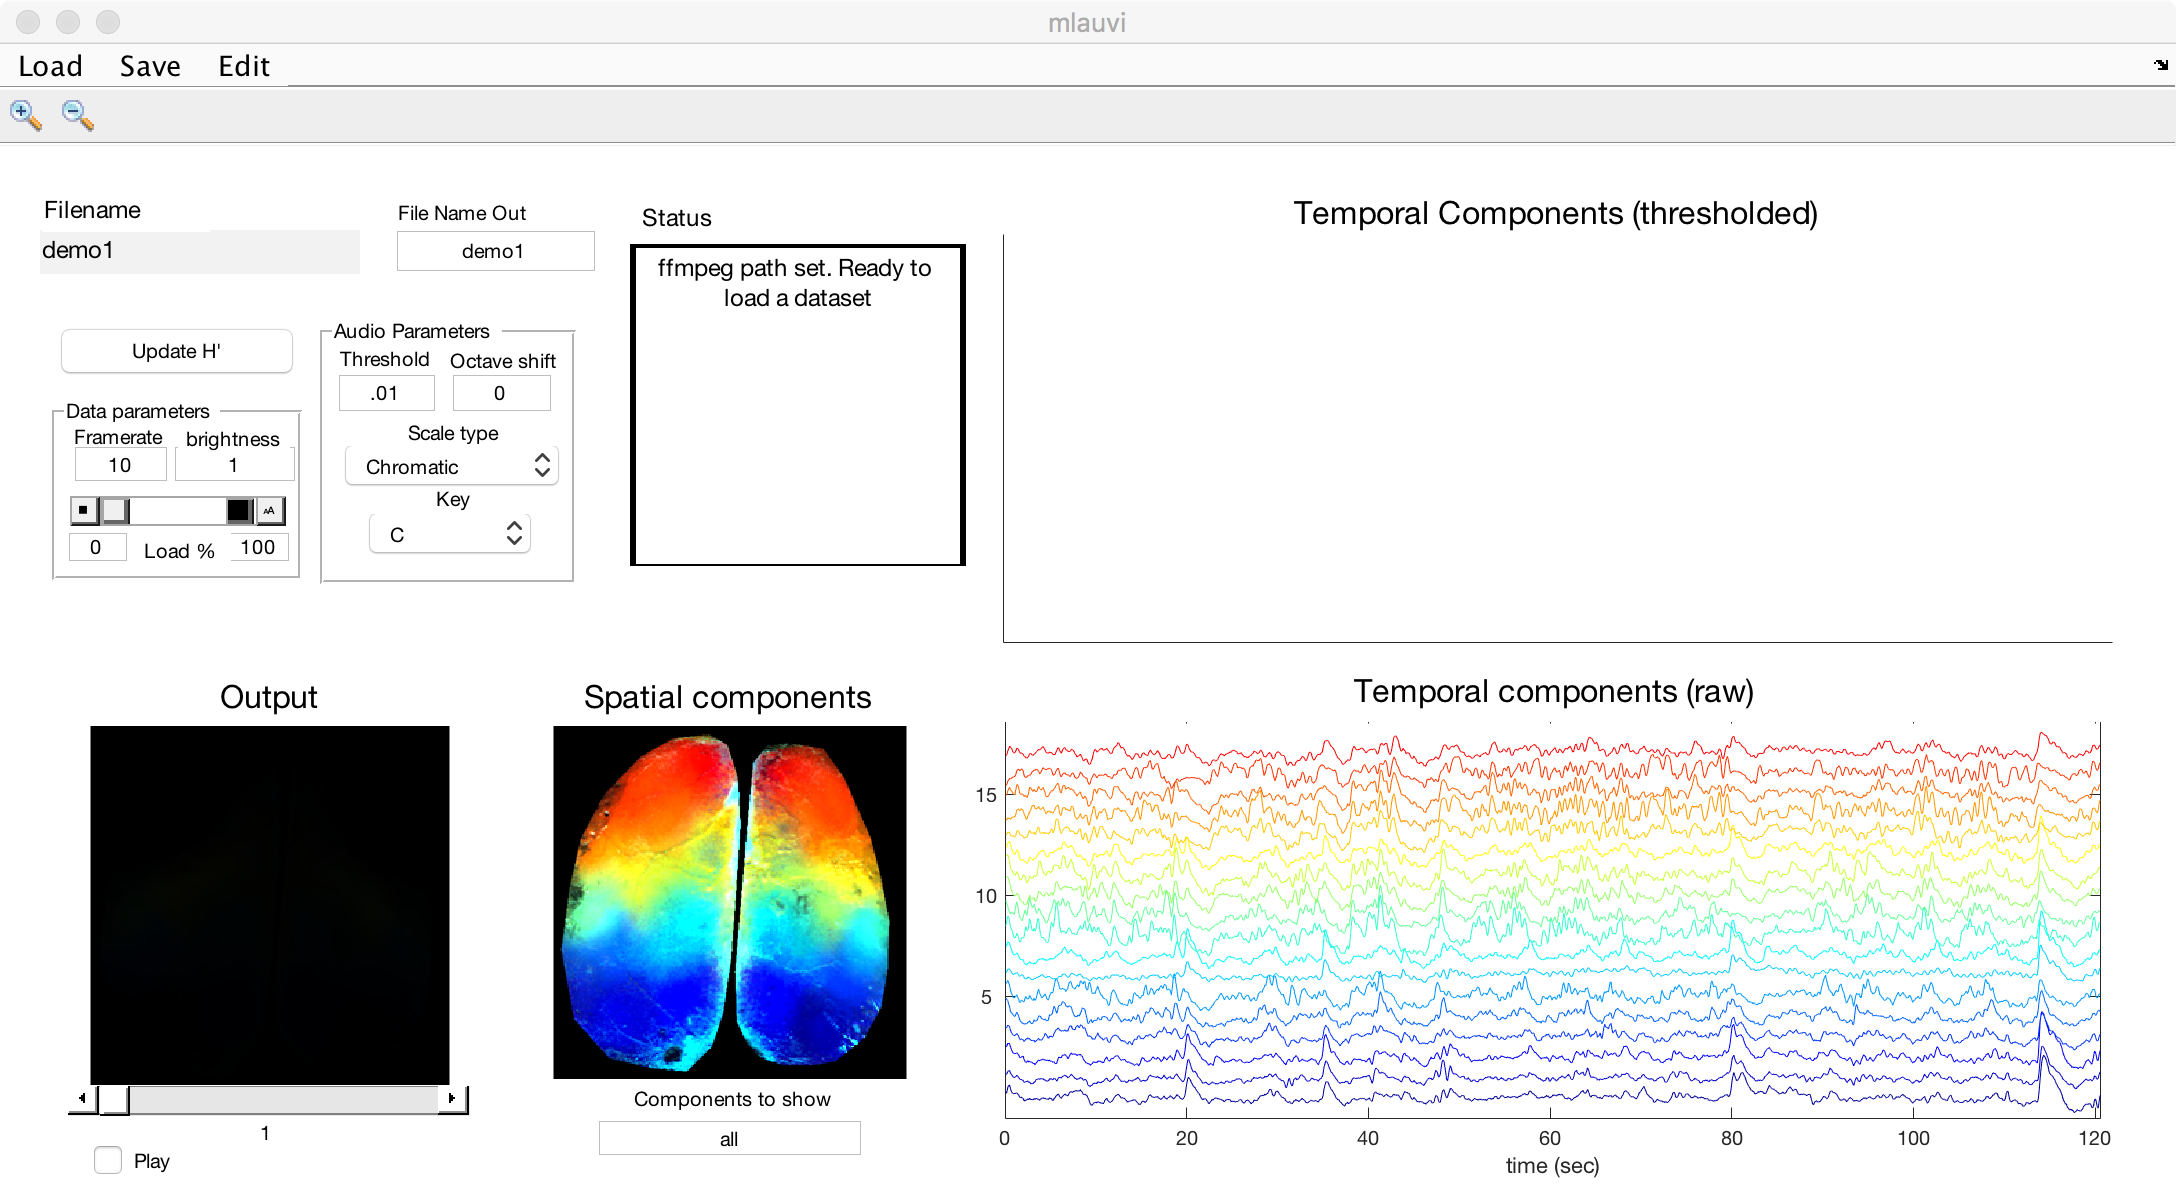 mlauvi
Load Save Edit
Filename
demo1
File Name Out
demo1
Status
ffmpeg path set. Ready to
load a dataset
Update H'
Data parameters
Framerate brightness
10 1
AA
0 Load % 100
Audio Parameters
Threshold Octave shift
.01 0
Scale type
Chromatic
Key
C
Temporal Components (thresholded)
Output
1
Play
Spatial components
Components to show
all
Temporal components (raw)
15
10
5
0 20 40 60 80 100 120
time (sec)